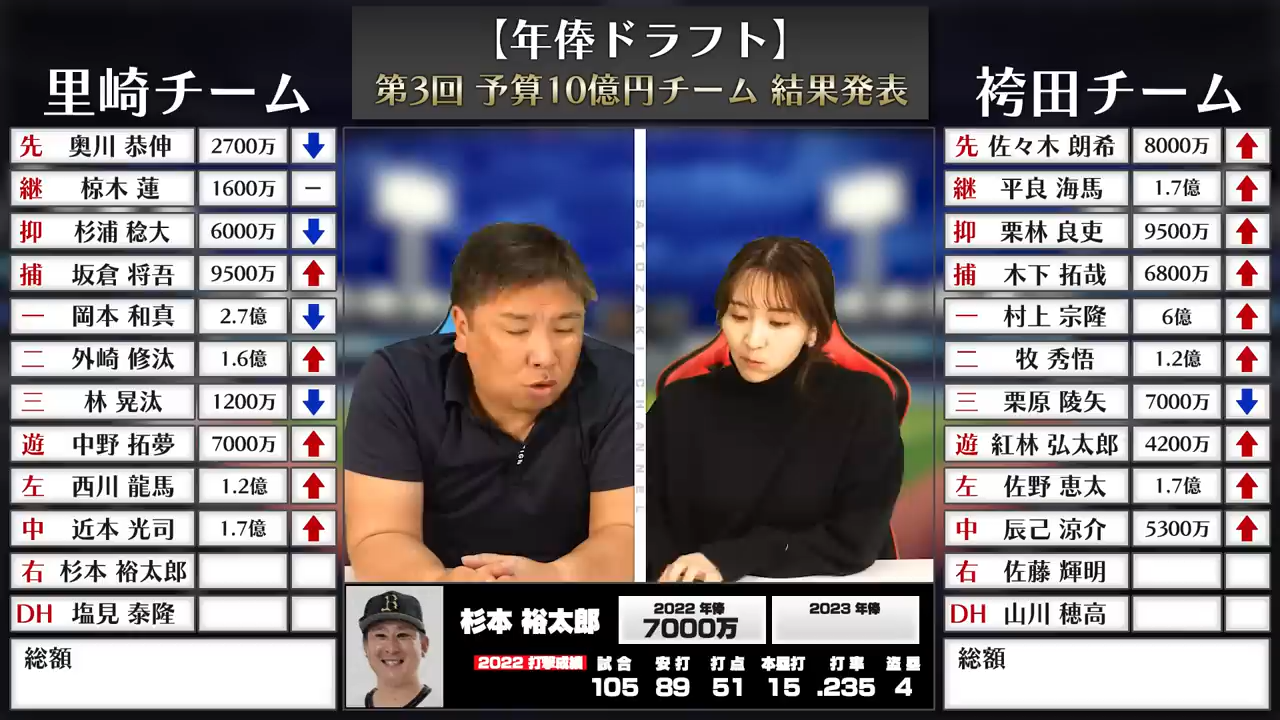 【年俸ドラフト】
第3回 予算10億円チーム 結果発表
里崎チーム
先 奥川 恭伸 2700万
継 椋木 蓮 1600万 −
抑 杉浦 稔大 6000万
捕 坂倉 将吾 9500万
一 岡本 和真 2.7億
二 外崎 修汰 1.6億
三 林 晃汰 1200万
遊 中野 拓夢 7000万
左 西川 龍馬 1.2億
中 近本 光司 1.7億
右 杉本 裕太郎
DH 塩見 泰隆
総額
SATOZAKI CHANNEL
杉本 裕太郎
2022 年俸
7000万
2023 年俸
2022 打撃成績 試合 安打 打点 本塁打 打率 盗塁
105 89 51 15 .235 4
袴田チーム
先 佐々木 朗希 8000万
継 平良 海馬 1.7億
抑 栗林 良吏 9500万
捕 木下 拓哉 6800万
一 村上 宗隆 6億
二 牧 秀悟 1.2億
三 栗原 陵矢 7000万
遊 紅林 弘太郎 4200万
左 佐野 恵太 1.7億
中 辰己 涼介 5300万
右 佐藤 輝明
DH 山川 穂高
総額